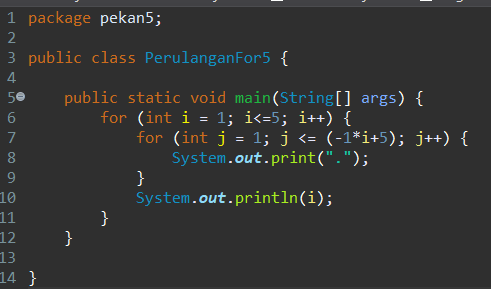 1 package pekan5;
2
3 public class PerulanganFor5 {
4
5 public static void main(String[] args) {
6 for (int i = 1; i<=5; i++) {
7 for (int j = 1; j <= (-1*i+5); j++) {
8 System.out.print(".");
9 }
10 System.out.println(i);
11 }
12 }
13
14 }